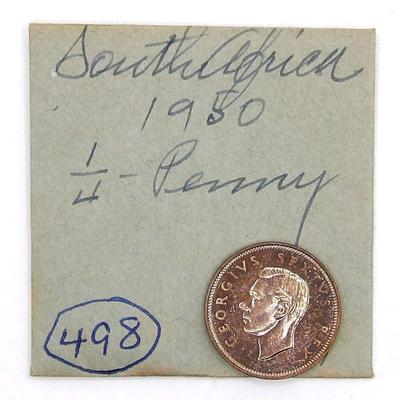 South Africa
1950
1/4 - Penny
498
GEORGIVS SEXTVS REX